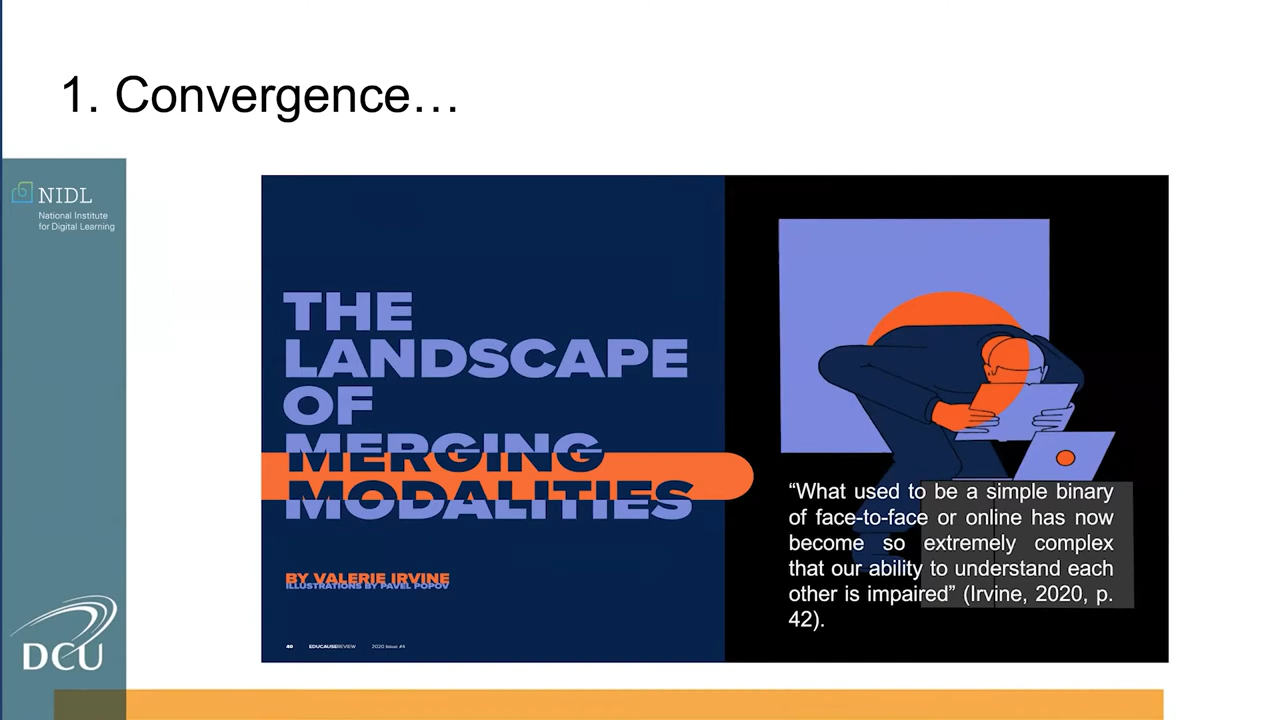 1. Convergence…
NIDL
National Institute
for Digital Learning
THE
LANDSCAPE
OF
MERGING
MODALITIES
BY VALERIE IRVINE
ILLUSTRATIONS BY PAVEL POPOV
40 EDUCAUSEREVIEW 2020 Issue #4
“What used to be a simple binary
of face-to-face or online has now
become so extremely complex
that our ability to understand each
other is impaired” (Irvine, 2020, p.
42).
DCU